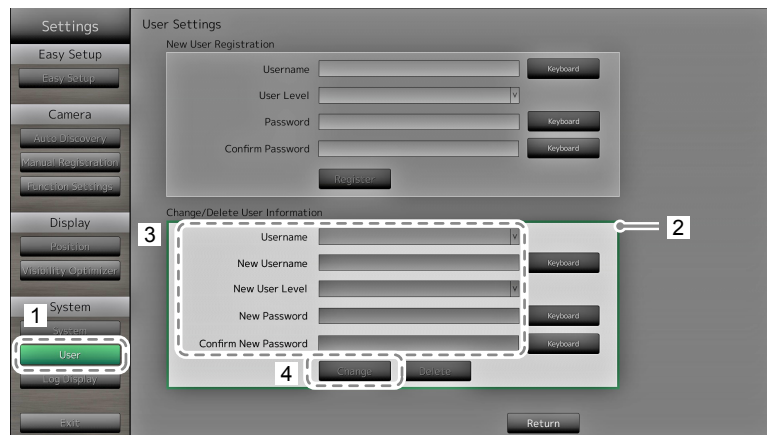 Settings
Easy Setup
Easy Setup
Camera
Auto Discovery
Manual Registration
Function Settings
Display
Position
Visibility Optimizer
System
1
System
User
Log Display
Exit
User Settings
New User Registration
Username
Keyboard
User Level
V
Password
Keyboard
Confirm Password
Keyboard
Register
Change/Delete User Information
2
3
Username
V
New Username
Keyboard
New User Level
V
New Password
Keyboard
Confirm New Password
Keyboard
4
Change
Delete
Return